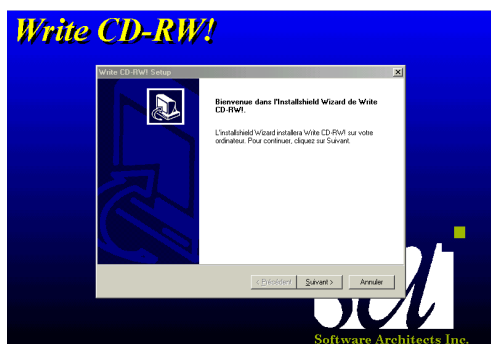 Write CD-RW!
Write CD-RW! Setup
Bienvenue dans l'Installshield Wizard de Write
CD-RW!.
L'installshield Wizard installera Write CD-RW! sur votre
ordinateur. Pour continuer, cliquez sur Suivant.
< Précédent Suivant > Annuler
sai
Software Architects Inc.